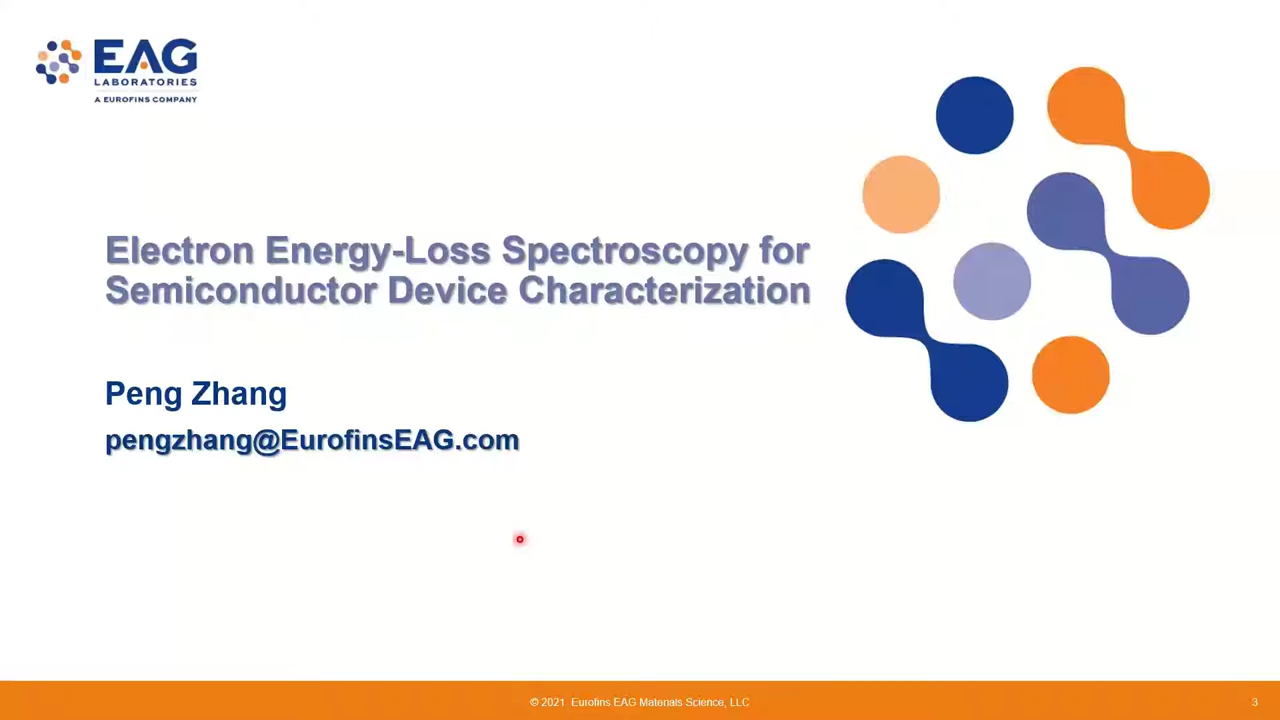 EAG
LABORATORIES
A EUROFINS COMPANY
Electron Energy-Loss Spectroscopy for
Semiconductor Device Characterization
Peng Zhang
pengzhang@EurofinsEAG.com
© 2021 Eurofins EAG Materials Science, LLC
3